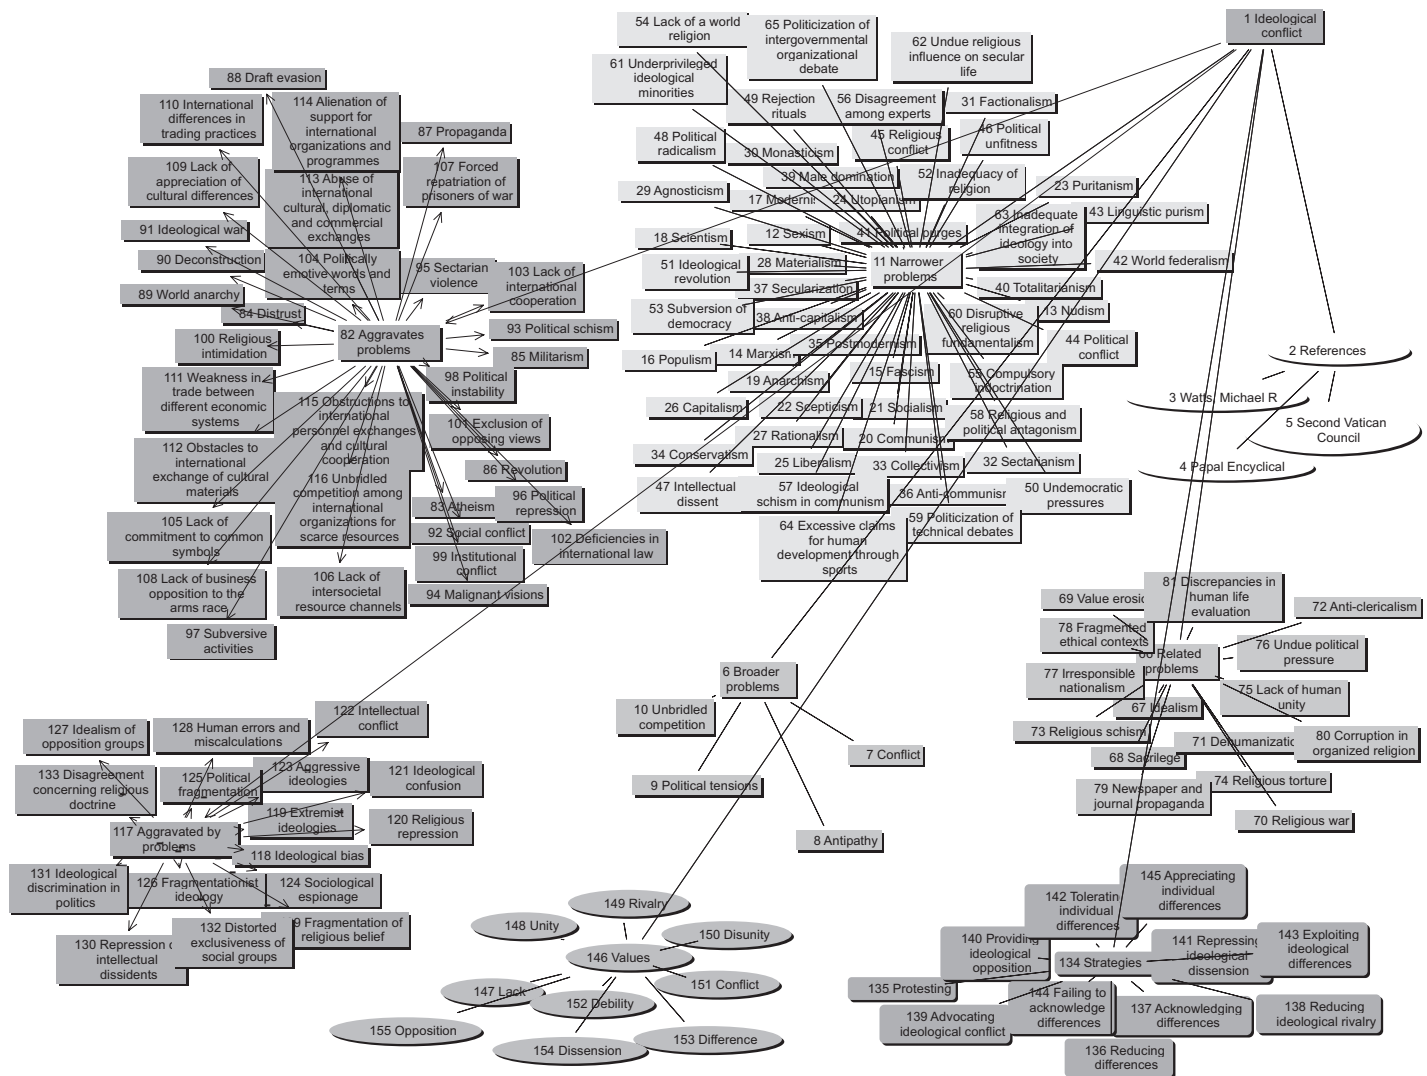 1 Ideological
conflict
2 References
3 Watts, Michael R
4 Papal Encyclical
5 Second Vatican
Council
6 Broader
problems
7 Conflict
8 Antipathy
9 Political tensions
10 Unbridled
competition
11 Narrower
problems
12 Sexism
13 Nudism
14 Marxism
15 Fascism
16 Populism
17
18 Scientism
19 Anarchism
20
21 Socialism
22 Scepticism
23 Puritanism
24 Utopianism
25 Liberalism
26 Capitalism
27 Rationalism
28 Materialism
29 Agnosticism
30 Monasticism
31 Factionalism
32 Sectarianism
33 Collectivism
34 Conservatism
35 Postmodernism
36
37 Secularization
38 Anti-capitalism
39 Male domination
40 Totalitarianism
41 Political purges
42 World federalism
43 Linguistic purism
44 Political
conflict
45 Religious
conflict
46 Political
unfitness
47 Intellectual
dissent
48 Political
radicalism
49 Rejection
rituals
50 Undemocratic
pressures
51 Ideological
revolution
52 Inadequacy of
religion
53 Subversion of
democracy
54 Lack of a world
religion
55 Compulsory
indoctrination
56 Disagreement
among experts
57 Ideological
schism in communism
58 Religious and
political antagonism
59 Politicization of
technical debates
60 Disruptive
religious
fundamentalism
61 Underprivileged
ideological
minorities
62 Undue religious
influence on secular
life
63 Inadequate
integration of
ideology into
society
64 Excessive claims
for human
development through
sports
65 Politicization of
intergovernmental
organizational
debate
Related
problems
67 Idealism
68 Sacrilege
69 Value
70 Religious war
71
72 Anti-clericalism
73 Religious schism
74 Religious torture
75 Lack of human
unity
76 Undue political
pressure
77 Irresponsible
nationalism
78 Fragmented
ethical contexts
79 Newspaper and
journal propaganda
80 Corruption in
organized religion
81 Discrepancies in
human life
evaluation
82 Aggravates
problems
83 Atheism
84 Distrust
85 Militarism
86 Revolution
87 Propaganda
88 Draft evasion
89 World anarchy
90 Deconstruction
91 Ideological war
92 Social conflict
93 Political schism
94 Malignant visions
95 Sectarian
violence
96 Political
repression
97 Subversive
activities
98 Political
instability
99 Institutional
conflict
100 Religious
intimidation
101 Exclusion of
opposing views
102 Deficiencies in
international law
103 Lack of
international
cooperation
104 Politically
emotive words and
terms
105 Lack of
commitment to common
symbols
106 Lack of
intersocietal
resource channels
107 Forced
repatriation of
prisoners of war
108 Lack of business
opposition to the
arms race
109 Lack of
appreciation of
cultural differences
110 International
differences in
trading practices
111 Weakness in
trade between
different economic
systems
112 Obstacles to
international
exchange of cultural
materials
113 Abuse of
international
cultural, diplomatic
and commercial
exchanges
114 Alienation of
support for
international
organizations and
programmes
115 Obstructions to
international
personnel exchanges
and cultural
cooperation
116 Unbridled
competition among
international
organizations for
scarce resources
117 Aggravated by
problems
118 Ideological bias
119 Extremist
ideologies
120 Religious
repression
121 Ideological
confusion
122 Intellectual
conflict
123 Aggressive
ideologies
124 Sociological
espionage
125 Political
fragmentation
126 Fragmentationist
ideology
127 Idealism of
opposition groups
128 Human errors and
miscalculations
Fragmentation of
religious belief
130 Repression
intellectual
dissidents
131 Ideological
discrimination in
politics
132 Distorted
exclusiveness of
social groups
133 Disagreement
concerning religious
doctrine
134 Strategies
135 Protesting
136 Reducing
differences
137 Acknowledging
differences
138 Reducing
ideological rivalry
139 Advocating
ideological conflict
140 Providing
ideological
opposition
141 Repressing
ideological
dissension
142
individual
differences
143 Exploiting
ideological
differences
144 Failing to
acknowledge
differences
145 Appreciating
individual
differences
146 Values
147 Lack
148 Unity
149 Rivalry
150 Disunity
151 Conflict
152 Debility
153 Difference
154 Dissension
155 Opposition